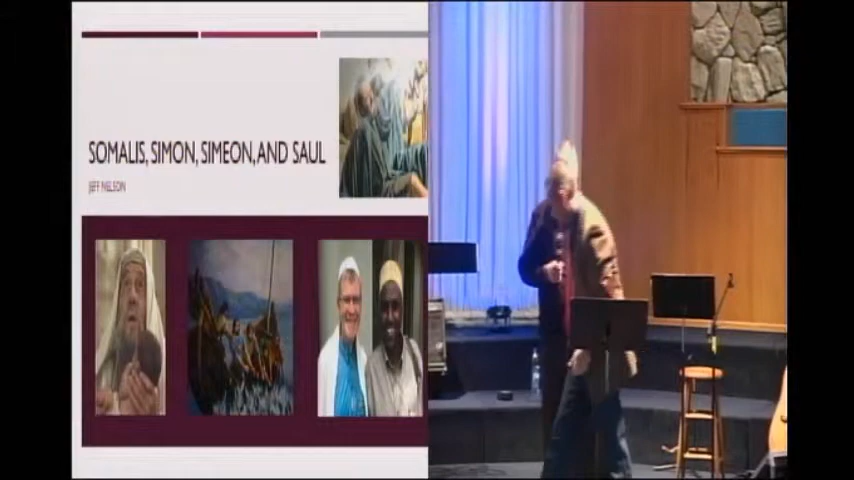 SOMALIS, SIMON, SIMEON, AND SAUL
JEFF NELSON